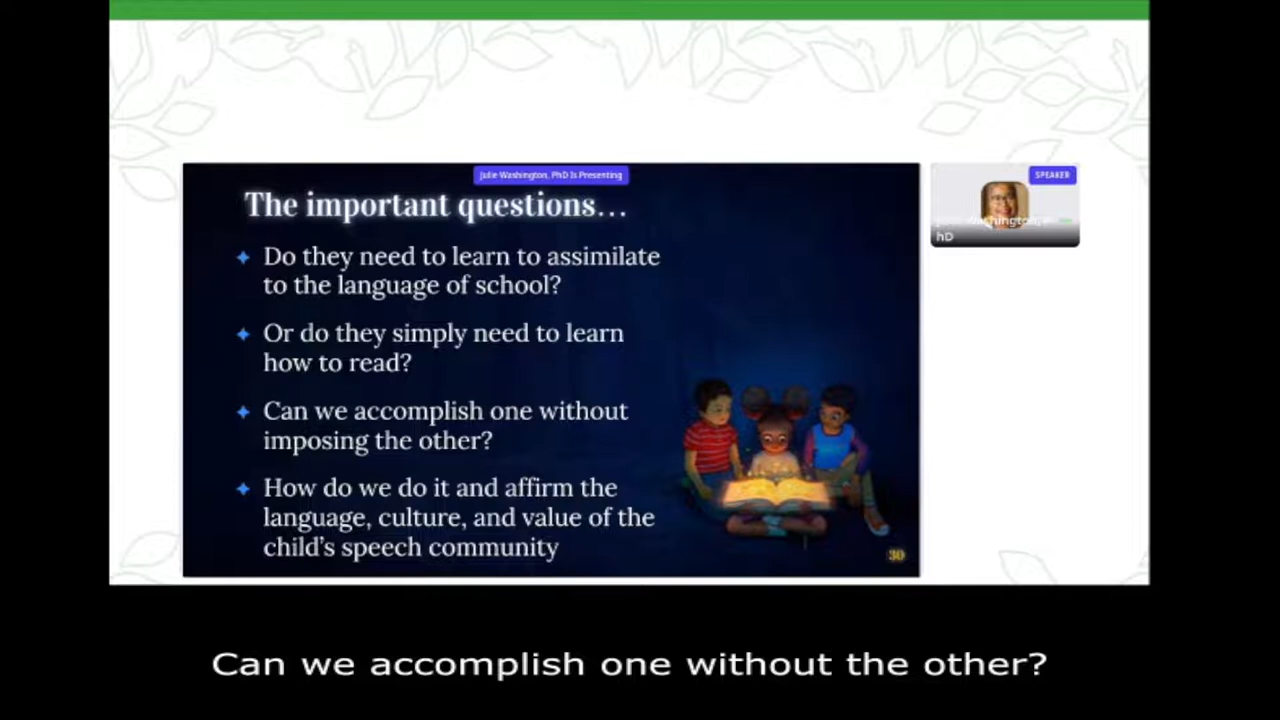 Julie Washington, PhD Is Presenting
SPEAKER
hD
The important questions...
Do they need to learn to assimilate
to the language of school?
Or do they simply need to learn
how to read?
Can we accomplish one without
imposing the other?
How do we do it and affirm the
language, culture, and value of the
child's speech community
30
Can we accomplish one without the other?